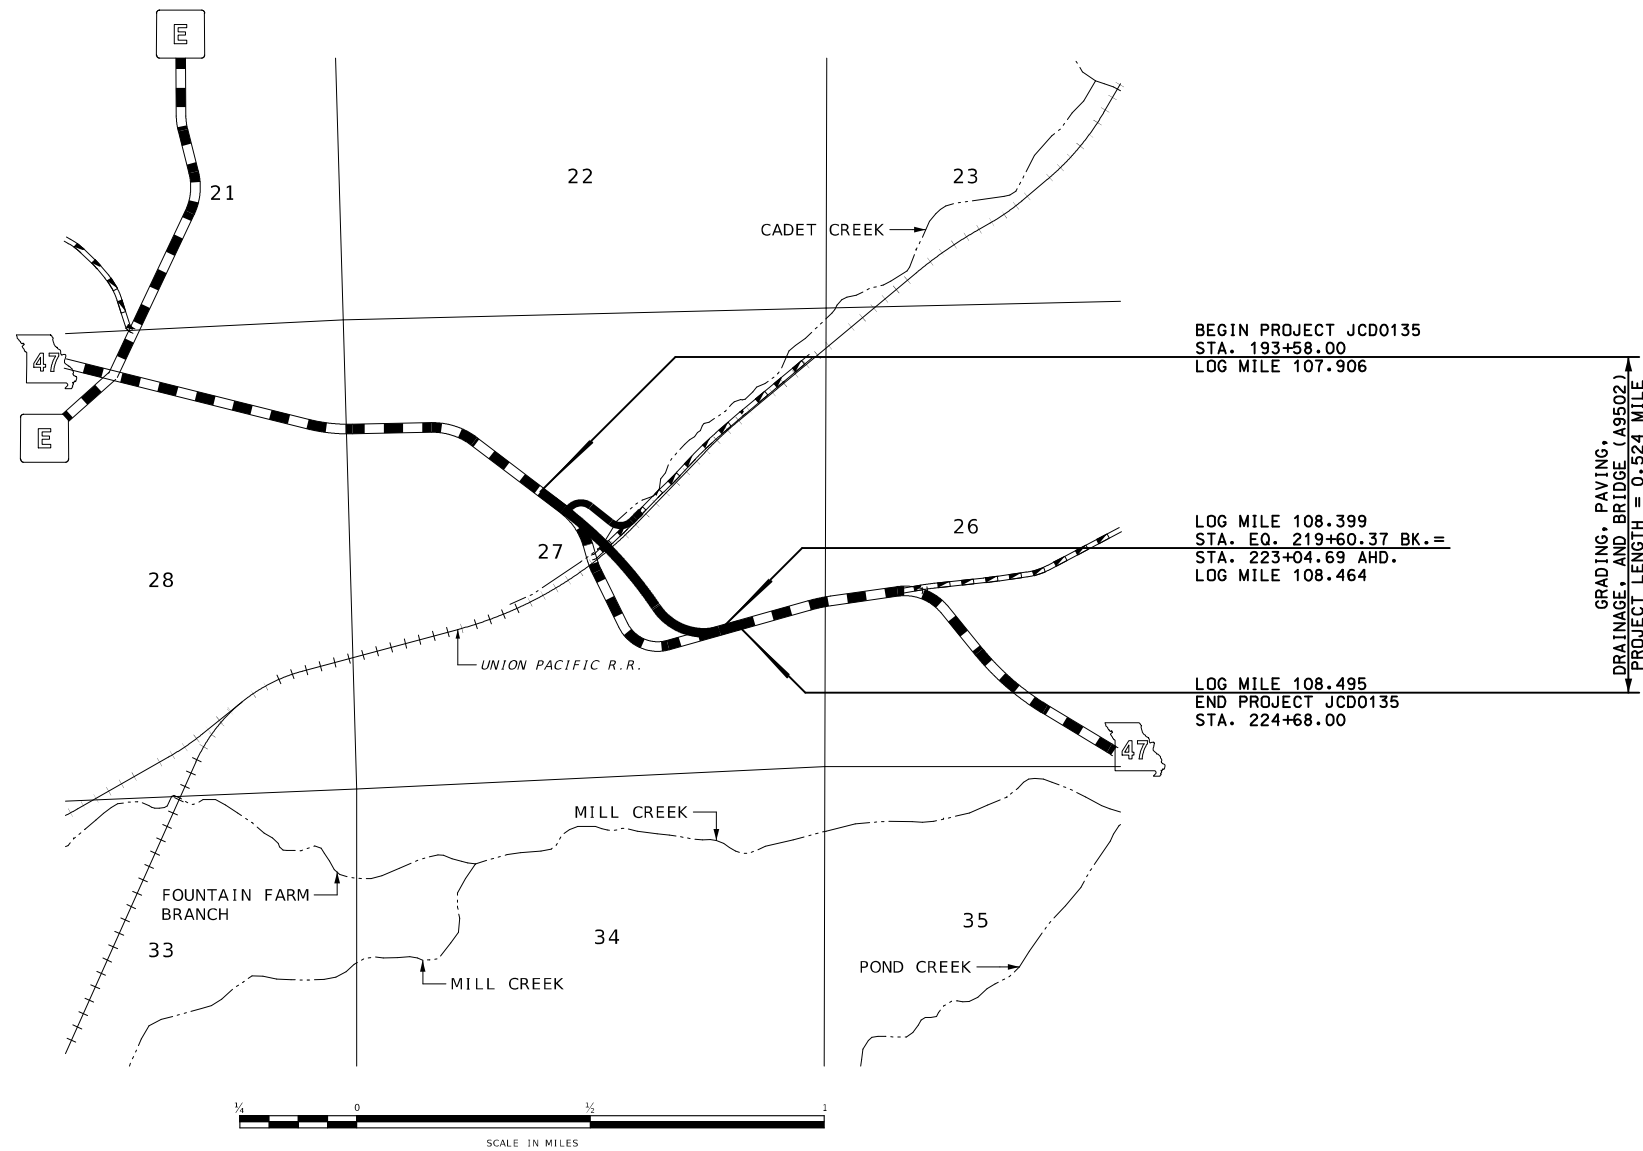 E
21
22
23
CADET CREEK
47
E
BEGIN PROJECT JCD0135
STA. 193+58.00
LOG MILE 107.906
27
26
28
LOG MILE 108.399
STA. EQ. 219+60.37 BK.=
STA. 223+04.69 AHD.
LOG MILE 108.464
GRADING, PAVING,
DRAINAGE, AND BRIDGE (A9502)
PROJECT LENGTH = 0.524 MILE
UNION PACIFIC R.R.
LOG MILE 108.495
END PROJECT JCD0135
STA. 224+68.00
47
MILL CREEK
FOUNTAIN FARM
BRANCH
33
34
35
POND CREEK
MILL CREEK
¼ 0 ½ 1
SCALE IN MILES